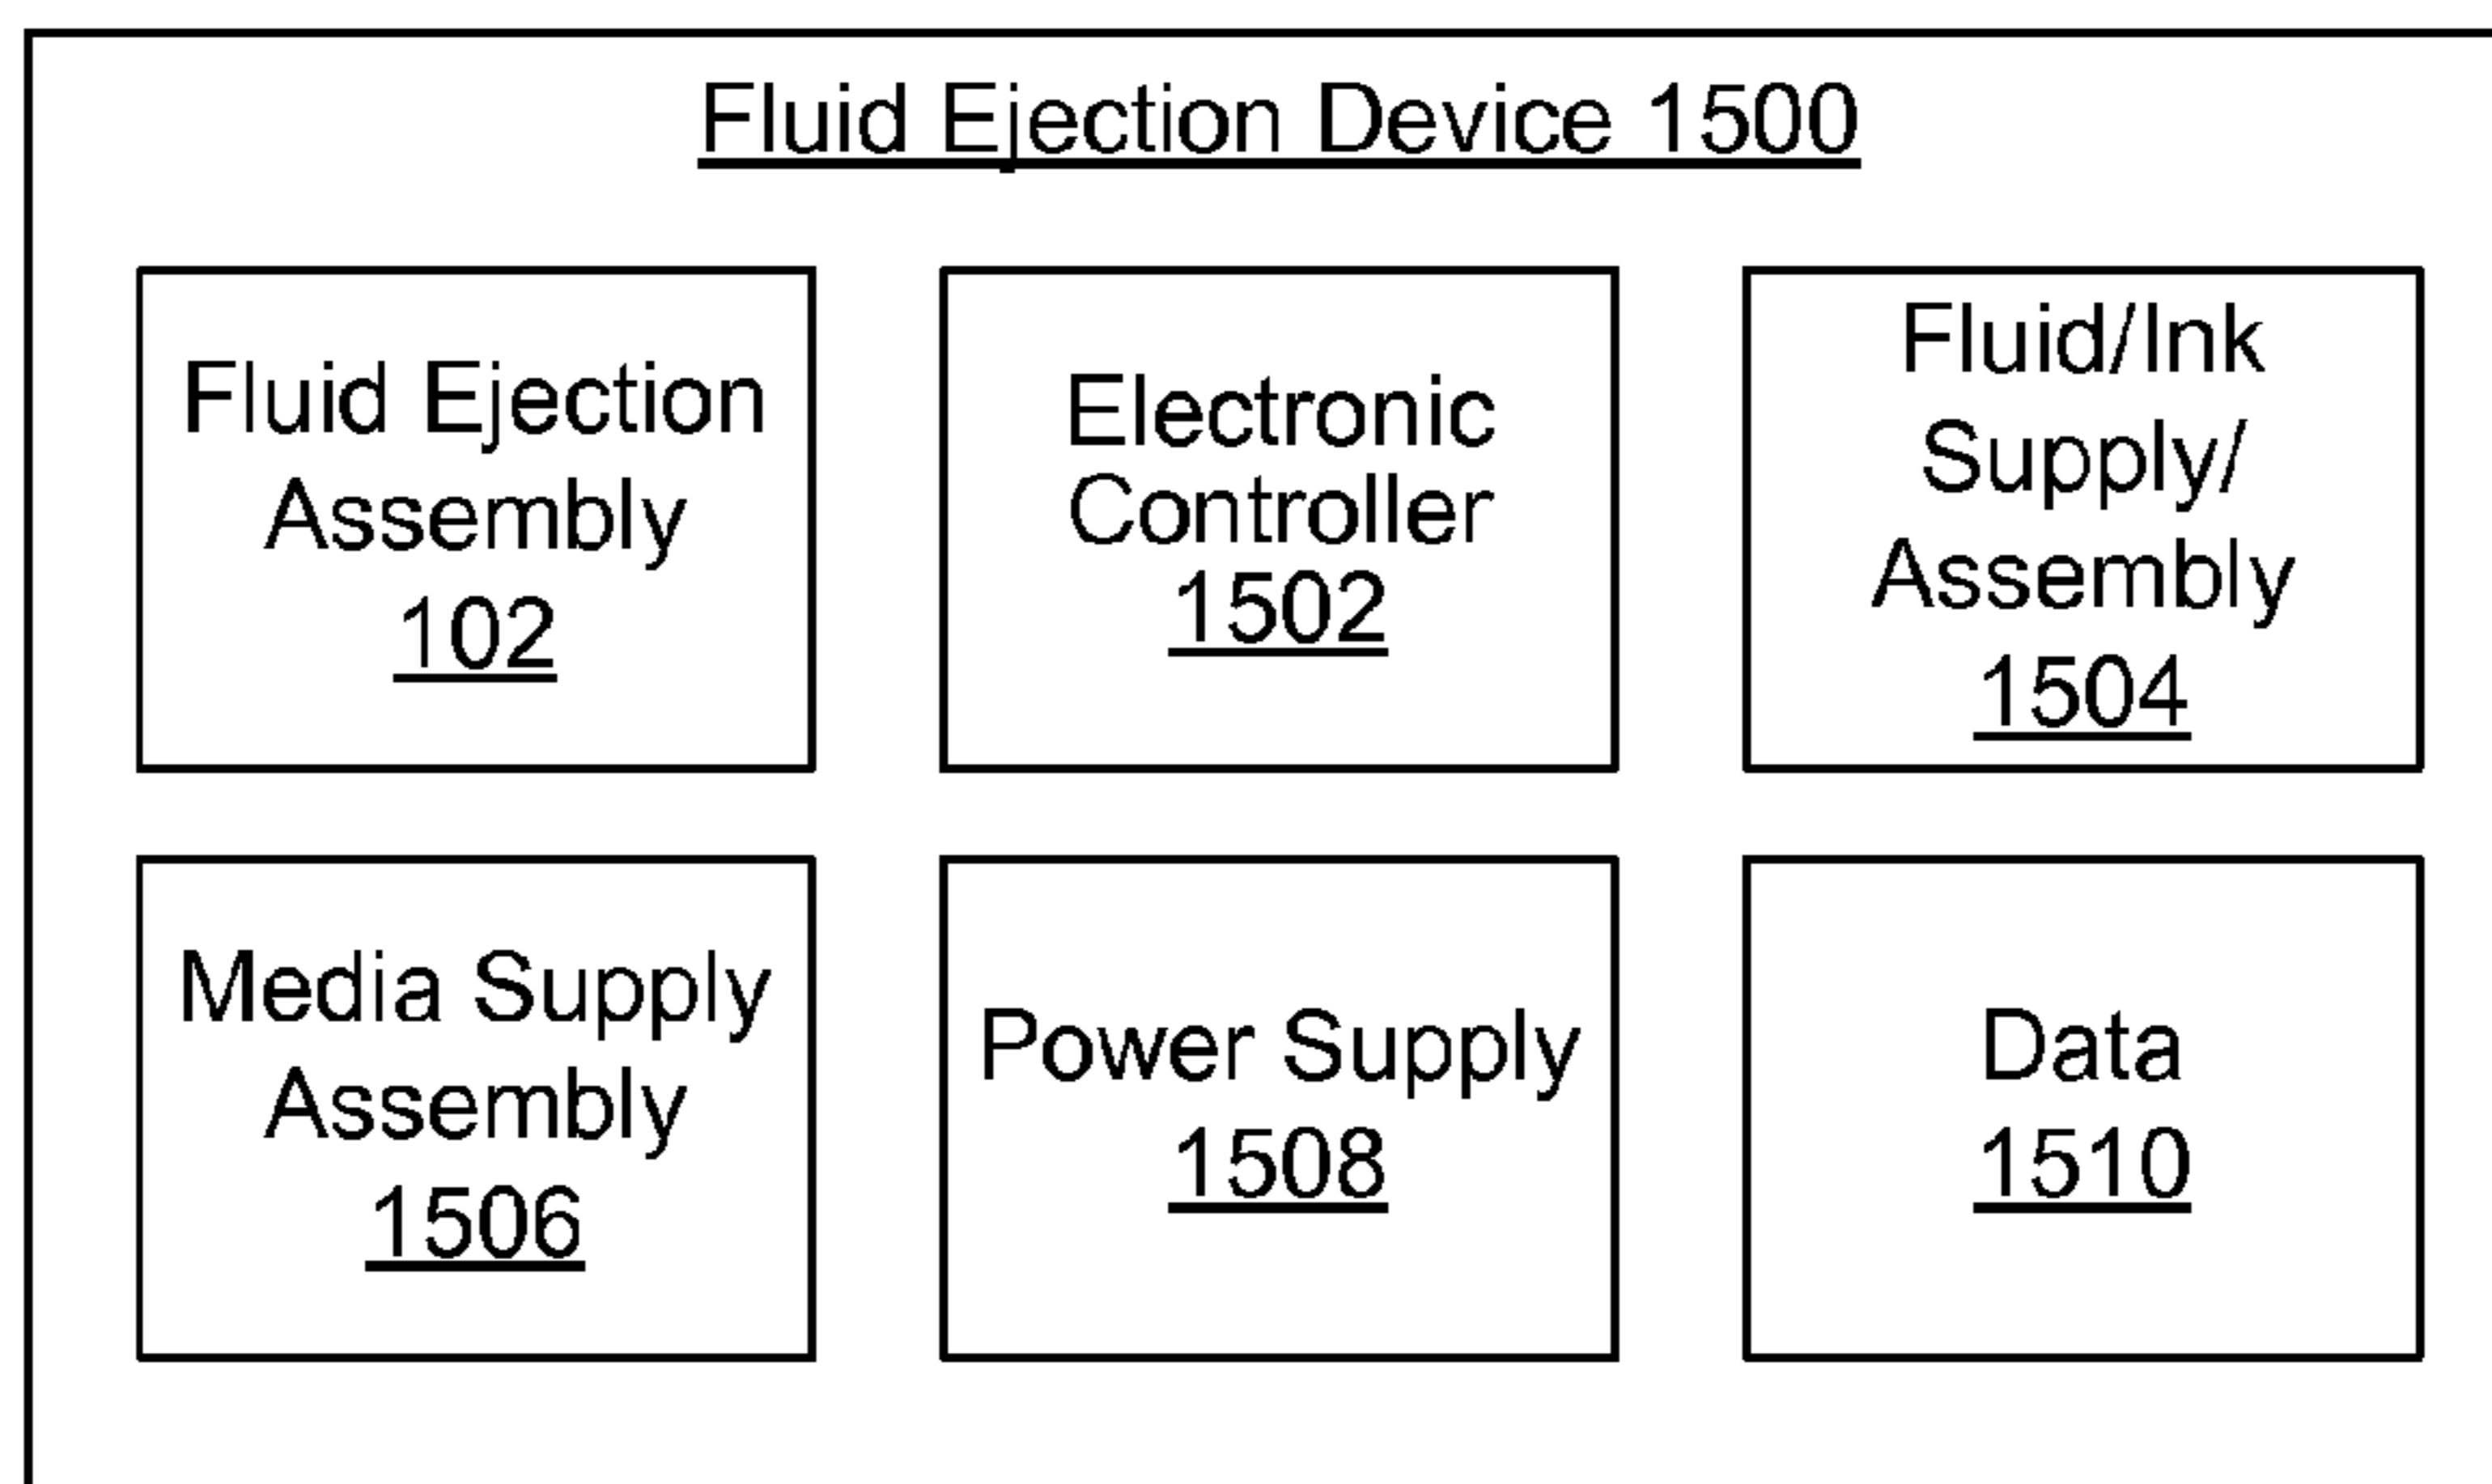 Fluid Ejection Device 1500
Fluid Ejection
Assembly
102
Electronic
Controller
1502
Fluid/Ink
Supply/
Assembly
1504
Media Supply
Assembly
1506
Power Supply
1508
Data
1510